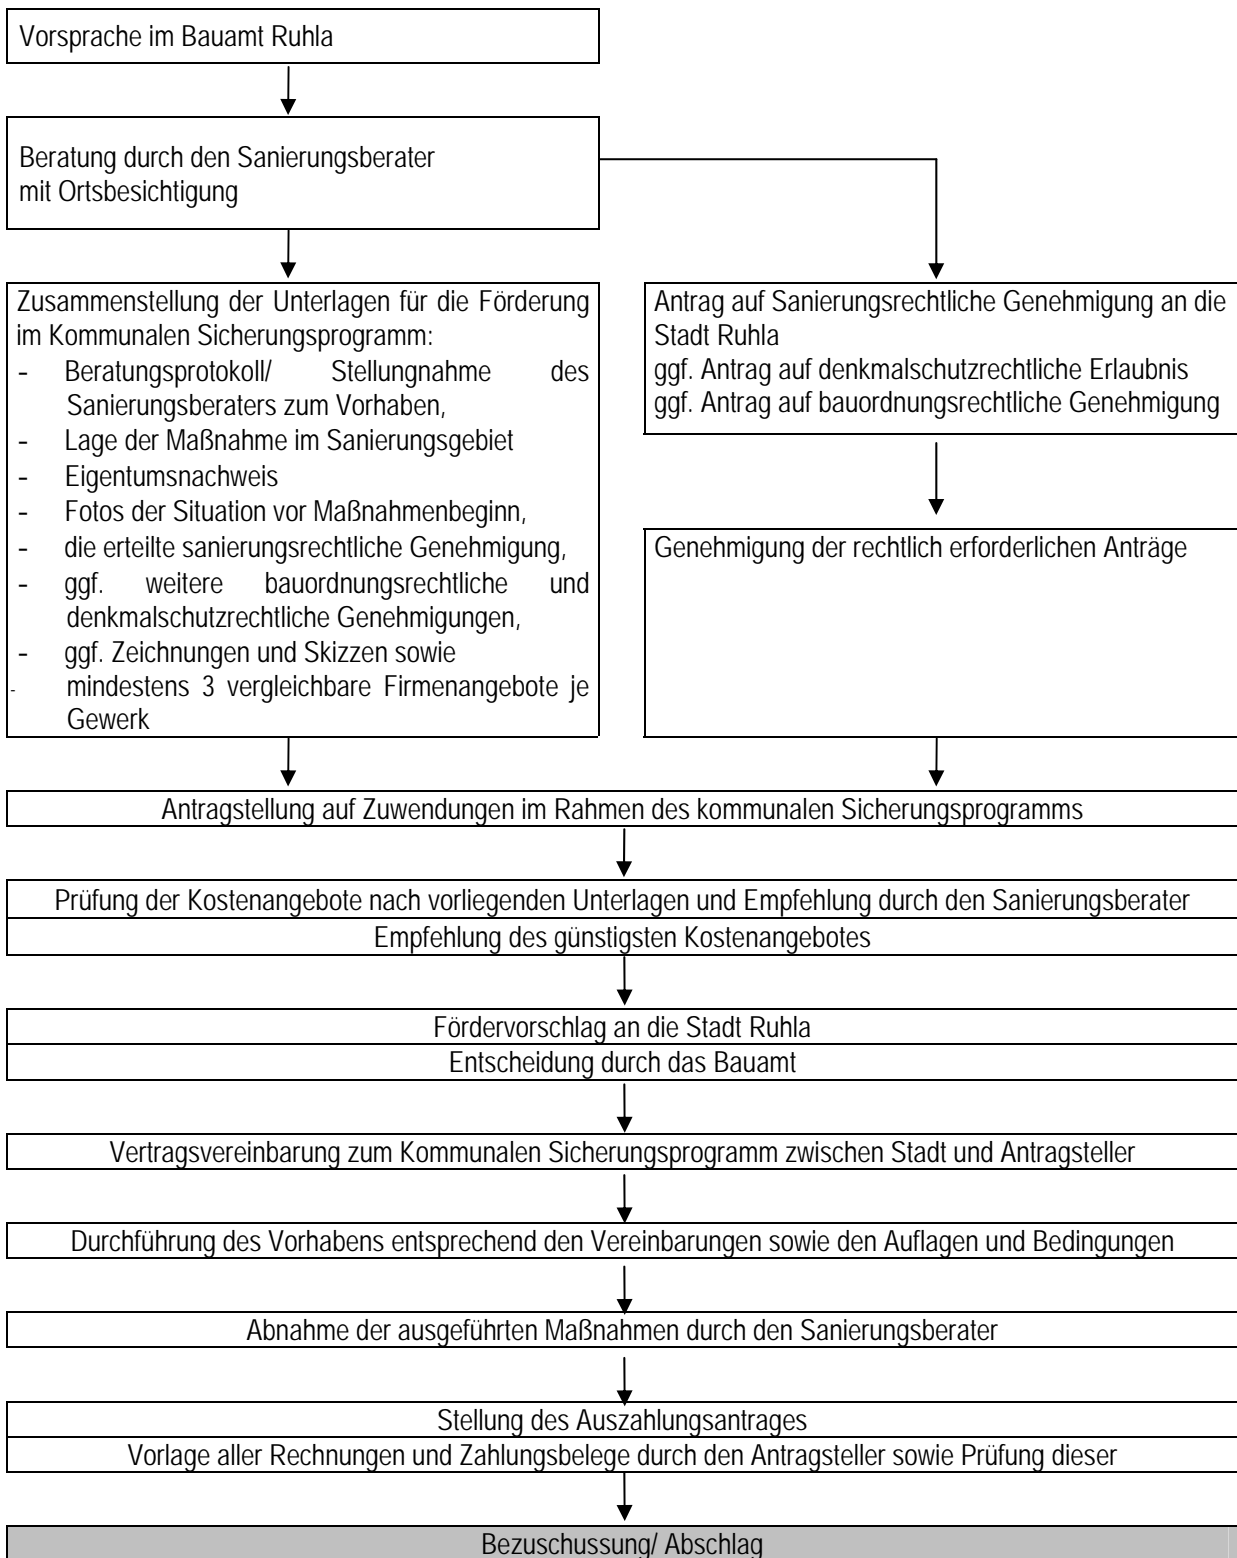 Vorsprache im Bauamt Ruhla
Beratung durch den Sanierungsberater
mit Ortsbesichtigung
Zusammenstellung der Unterlagen für die Förderung
im Kommunalen Sicherungsprogramm:
- Beratungsprotokoll/ Stellungnahme des
Sanierungsberaters zum Vorhaben,
- Lage der Maßnahme im Sanierungsgebiet
- Eigentumsnachweis
- Fotos der Situation vor Maßnahmenbeginn,
- die erteilte sanierungsrechtliche Genehmigung,
- ggf. weitere bauordnungsrechtliche und
denkmalschutzrechtliche Genehmigungen,
- ggf. Zeichnungen und Skizzen sowie
- mindestens 3 vergleichbare Firmenangebote je
Gewerk
Antrag auf Sanierungsrechtliche Genehmigung an die
Stadt Ruhla
ggf. Antrag auf denkmalschutzrechtliche Erlaubnis
ggf. Antrag auf bauordnungsrechtliche Genehmigung
Genehmigung der rechtlich erforderlichen Anträge
Antragstellung auf Zuwendungen im Rahmen des kommunalen Sicherungsprogramms
Prüfung der Kostenangebote nach vorliegenden Unterlagen und Empfehlung durch den Sanierungsberater
Empfehlung des günstigsten Kostenangebotes
Fördervorschlag an die Stadt Ruhla
Entscheidung durch das Bauamt
Vertragsvereinbarung zum Kommunalen Sicherungsprogramm zwischen Stadt und Antragsteller
Durchführung des Vorhabens entsprechend den Vereinbarungen sowie den Auflagen und Bedingungen
Abnahme der ausgeführten Maßnahmen durch den Sanierungsberater
Stellung des Auszahlungsantrages
Vorlage aller Rechnungen und Zahlungsbelege durch den Antragsteller sowie Prüfung dieser
Bezuschussung/ Abschlag